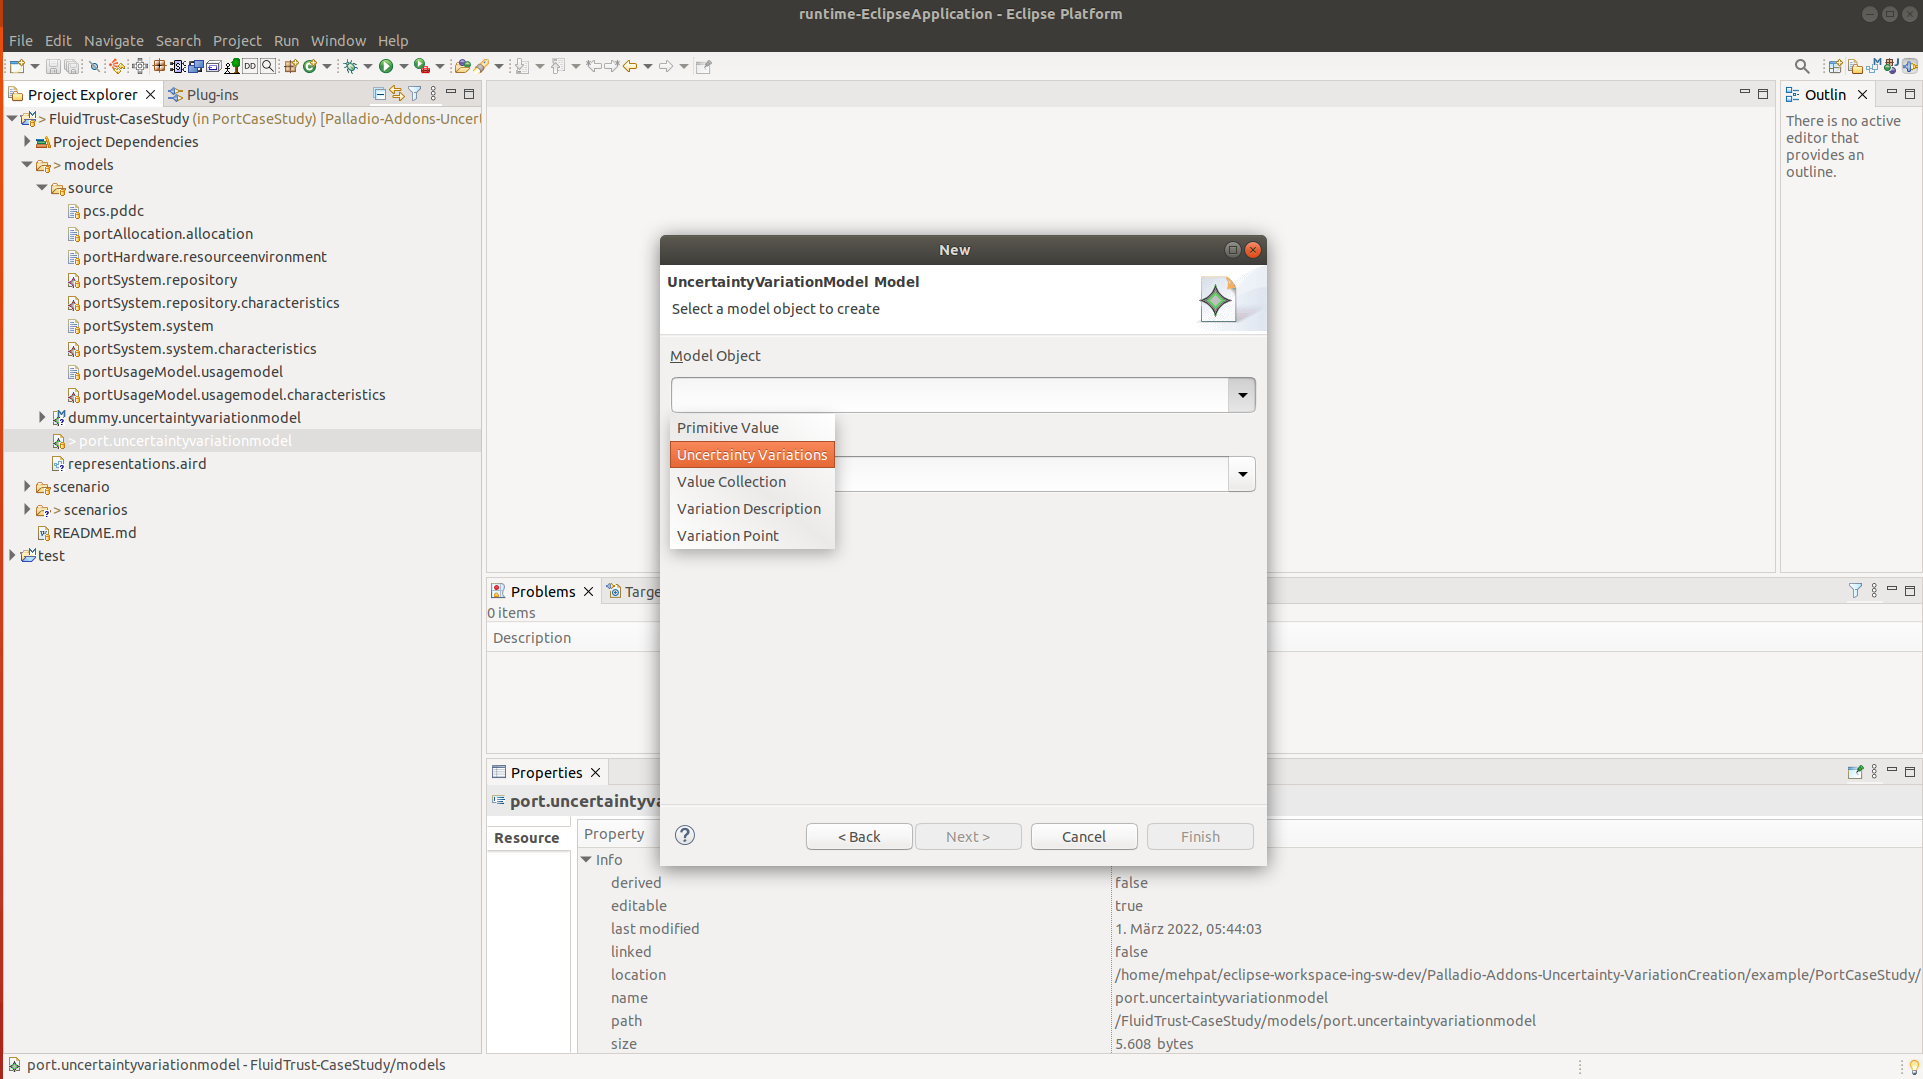 runtime-EclipseApplication - Eclipse Platform
File Edit Navigate Search Project Run Window Help
Project Explorer
Plug-ins
> FluidTrust-CaseStudy (in PortCaseStudy) [Palladio-Addons-Uncert
Project Dependencies
> models
source
pcs.pddc
portAllocation.allocation
portHardware.resourceenvironment
portSystem.repository
portSystem.repository.characteristics
portSystem.system
portSystem.system.characteristics
portUsageModel.usagemodel
portUsageModel.usagemodel.characteristics
dummy.uncertaintyvariationmodel
> port.uncertaintyvariationmodel
representations.aird
scenario
> scenarios
README.md
test
Outlin
There is no active
editor that
provides an
outline.
New
UncertaintyVariationModel Model
Select a model object to create
Model Object
Primitive Value
Uncertainty Variations
Value Collection
Variation Description
Variation Point
< Back
Next >
Cancel
Finish
Problems
Targe
0 items
Description
Properties
port.uncertaintyva
Resource
Property
Info
derived false
editable true
last modified 1. März 2022, 05:44:03
linked false
location /home/mehpat/eclipse-workspace-ing-sw-dev/Palladio-Addons-Uncertainty-VariationCreation/example/PortCaseStudy/
name port.uncertaintyvariationmodel
path /FluidTrust-CaseStudy/models/port.uncertaintyvariationmodel
size 5.608 bytes
port.uncertaintyvariationmodel - FluidTrust-CaseStudy/models